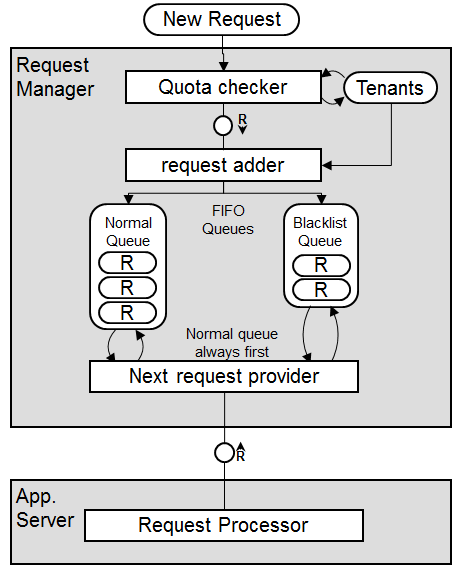 New Request
Request
Manager
Quota checker
Tenants
R
request adder
FIFO
Queues
Normal
Queue
R
R
R
Blacklist
Queue
R
R
Normal queue
always first
Next request provider
R
App.
Server
Request Processor